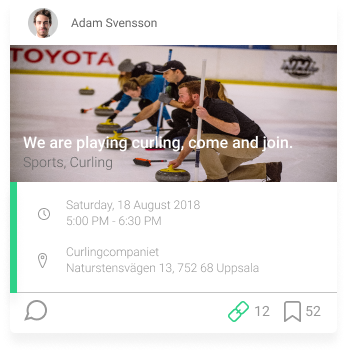 Adam Svensson
TOYOTA
We are playing curling, come and join.
Sports, Curling
Saturday, 18 August 2018
5:00 PM - 6:30 PM
Curlingcompaniet
Naturstensvägen 13, 752 68 Uppsala
12
52